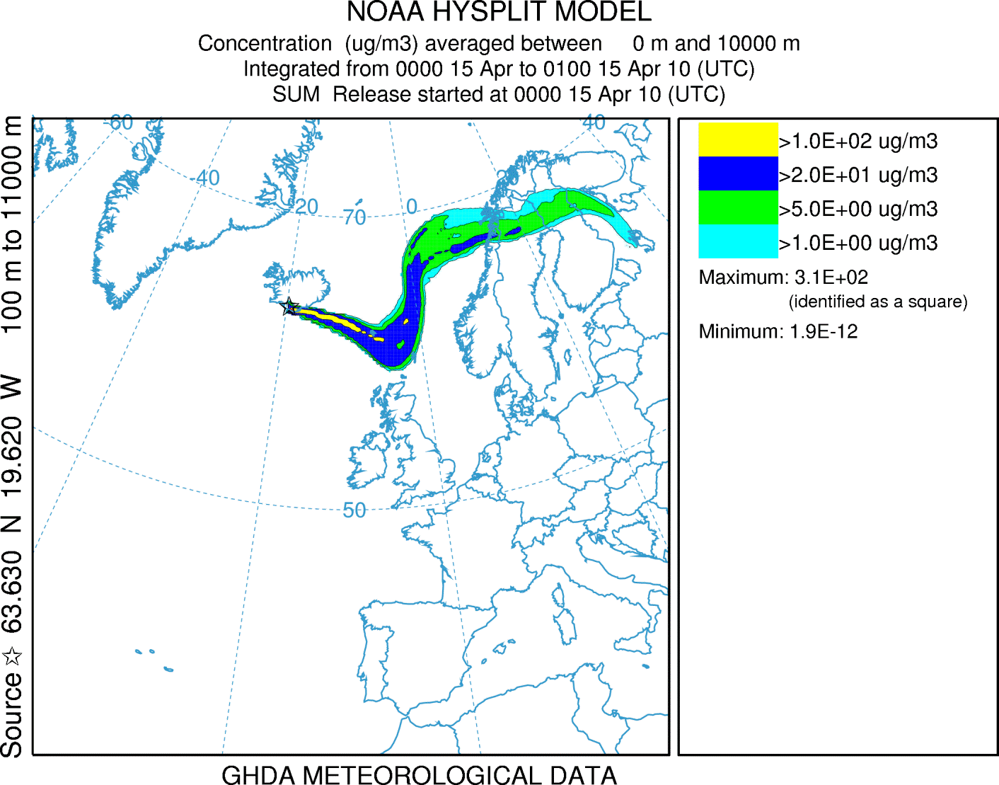 NOAA HYSPLIT MODEL
Concentration (ug/m3) averaged between 0 m and 10000 m
Integrated from 0000 15 Apr to 0100 15 Apr 10 (UTC)
SUM Release started at 0000 15 Apr 10 (UTC)
Source ☆ 63.630 N 19.620 W 100 m to 11000 m
-60
40
-40
-20
-70
0
50
>1.0E+02 ug/m3
>2.0E+01 ug/m3
>5.0E+00 ug/m3
>1.0E+00 ug/m3
Maximum: 3.1E+02
(identified as a square)
Minimum: 1.9E-12
GHDA METEOROLOGICAL DATA